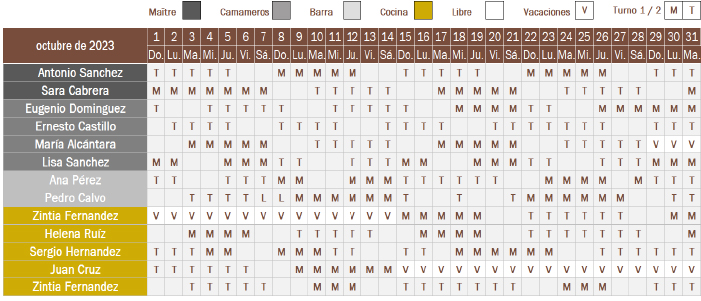 Maître Camareros Barra Cocina Libre Vacaciones V Turno 1 / 2 M T
octubre de 2023 1 2 3 4 5 6 7 8 9 10 11 12 13 14 15 16 17 18 19 20 21 22 23 24 25 26 27 28 29 30 31
Do. Lu. Ma. Mi. Ju. Vi. Sá. Do. Lu. Ma. Mi. Ju. Vi. Sá. Do. Lu. Ma. Mi. Ju. Vi. Sá. Do. Lu. Ma. Mi. Ju. Vi. Sá. Do. Lu. Ma.
Antonio Sanchez T T T T T M M M M M T T T T T M M M M M T T T
Sara Cabrera M M M M M M M T T T T T M M M M M T T T T T M
Eugenio Dominguez T T T T T T T T T T T M M M M T T M M M M M M
Ernesto Castillo T T T T T T T T T T T T T T T T T T T T T T
María Alcántara M M M M M T T T T T M M M M M T T T T T V V V
Lisa Sanchez M M M M M T T T T T M M M M M T T T T T M M M
Ana Pérez T T T T T M M M M M T T T T T T M M M M M T T T
Pedro Calvo T T T T L L M M M M M M T T T M M M M M M T T
Zintia Fernandez V V V V V V V V V V V V V V M M M M M T T T T T T M M
Helena Ruíz M M M M T T T T T M M M M M T T T T T T T M
Sergio Hernandez T T T M M M M M T T T T M M M M M M T T T T T T
Juan Cruz T T T T T T M M M M M M V V V V V V V V V V V V V V V V V
Zintia Fernandez T T T T M M M T T T T T T T M M M T T T